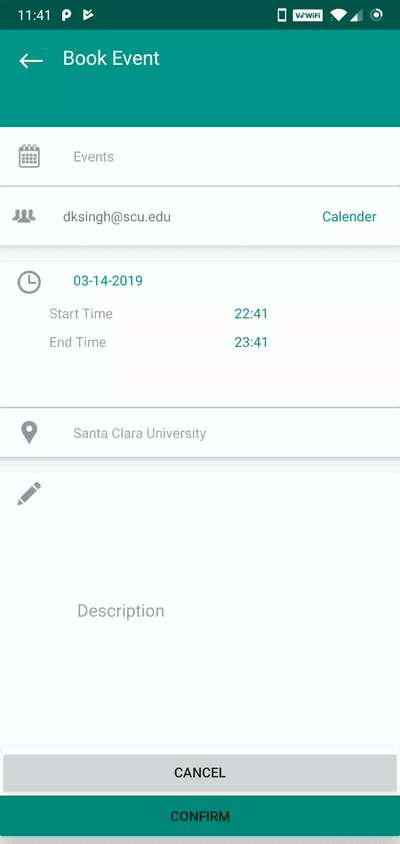 11:41 VoWiFi
Book Event
Events
dksingh@scu.edu Calender
03-14-2019
Start Time 22:41
End Time 23:41
Santa Clara University
Description
CANCEL
CONFIRM